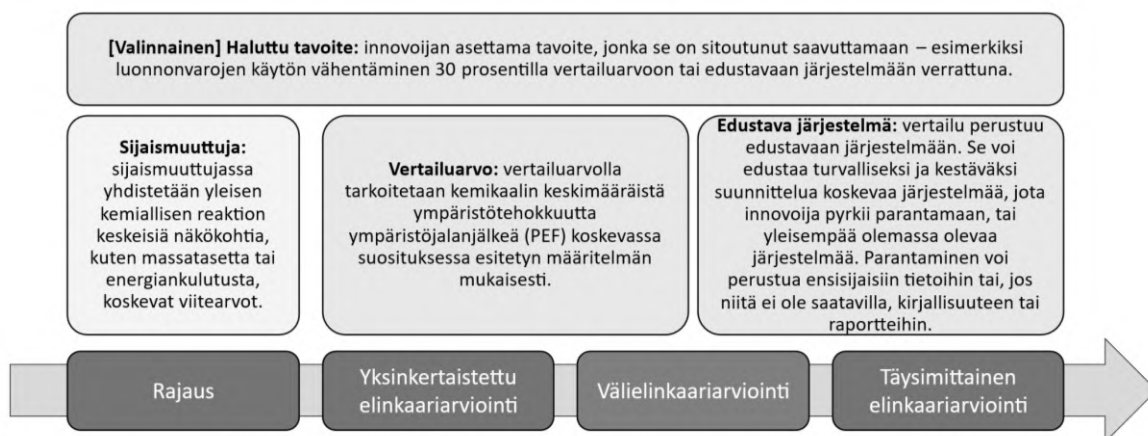 [Valinnainen] Haluttu tavoite: innovoijan asettama tavoite, jonka se on sitoutunut saavuttamaan – esimerkiksi
luonnonvarojen käytön vähentäminen 30 prosentilla vertailuarvoon tai edustavaan järjestelmään verrattuna.
Sijaismuuttuja:
sijaismuuttujassa
yhdistetään yleisen
kemiallisen reaktion
keskeisiä näkökohtia,
kuten massatasetta tai
energiankulutusta,
koskevat viitearvot.
Vertailuarvo: vertailuarvolla
tarkoitetaan kemikaalin keskimääräistä
ympäristötehokkuutta
ympäristöjalanjälkeä (PEF) koskevassa
suosituksessa esitetyn määritelmän
mukaisesti.
Edustava järjestelmä: vertailu perustuu
edustavaan järjestelmään. Se voi
edustaa turvalliseksi ja kestäväksi
suunnittelua koskevaa järjestelmää, jota
innovoija pyrkii parantamaan, tai
yleisempää olemassa olevaa
järjestelmää. Parantaminen voi
perustua ensisijaisiin tietoihin tai, jos
niitä ei ole saatavilla, kirjallisuuteen tai
raportteihin.
Rajaus
Yksinkertaistettu
elinkaariarviointi
Välielinkaariarviointi
Täysimittainen
elinkaariarviointi